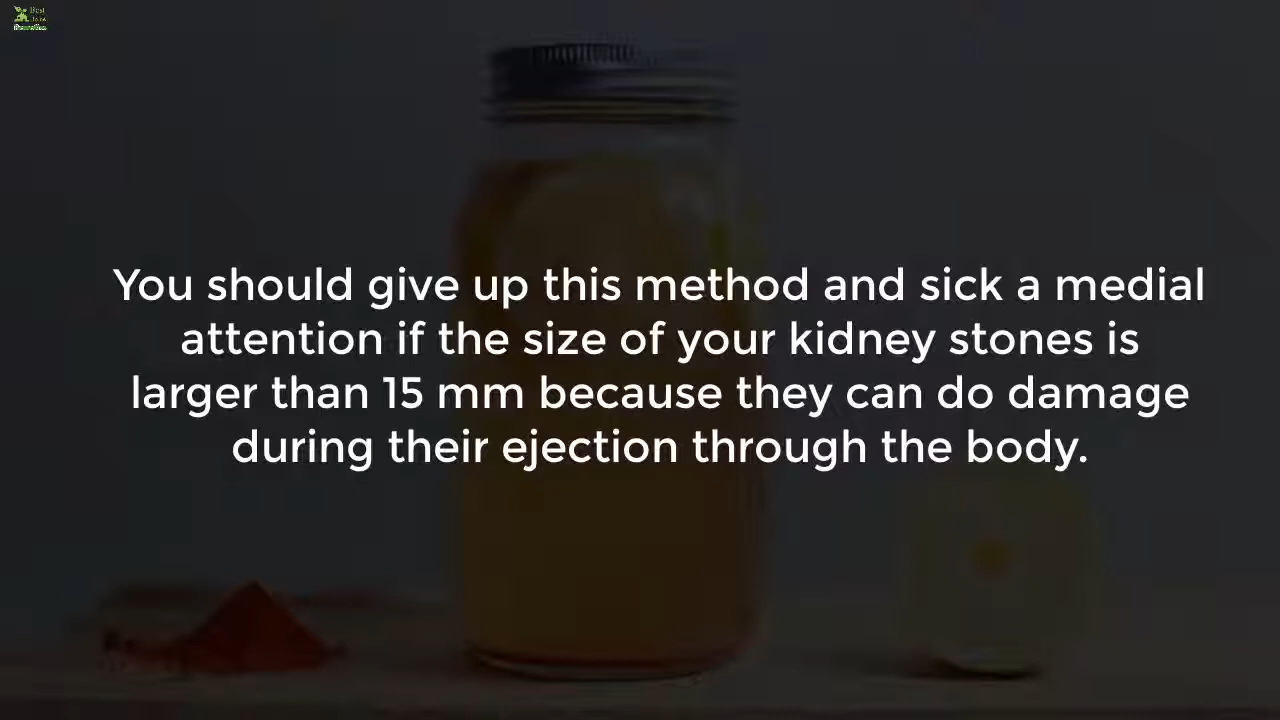 Best
You should give up this method and sick a medial
attention if the size of your kidney stones is
larger than 15 mm because they can do damage
during their ejection through the body.